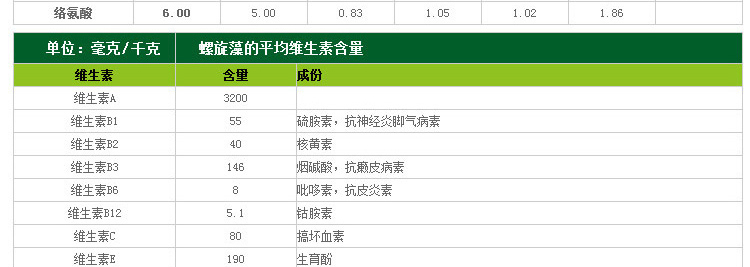 络氨酸 6.00 5.00 0.83 1.05 1.02 1.86
单位：毫克/千克 螺旋藻的平均维生素含量
维生素 含量 成份
维生素A 3200
维生素B1 55 硫胺素，抗神经炎脚气病素
维生素B2 40 核黄素
维生素B3 146 烟碱酸，抗癞皮病素
维生素B6 8 吡哆素，抗皮炎素
维生素B12 5.1 钴胺素
维生素C 80 搞坏血素
维生素E 190 生育酚